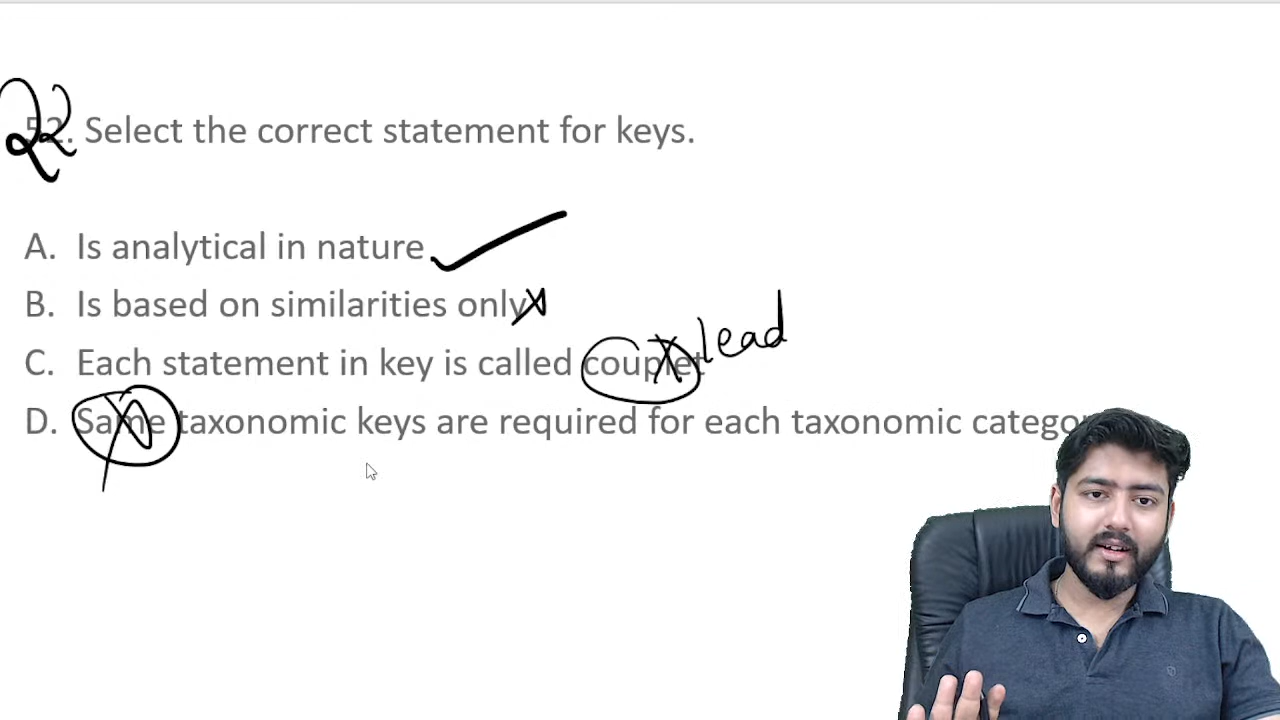 Q2
52. Select the correct statement for keys.
A. Is analytical in nature
B. Is based on similarities only
C. Each statement in key is called couplet lead
D. Same taxonomic keys are required for each taxonomic